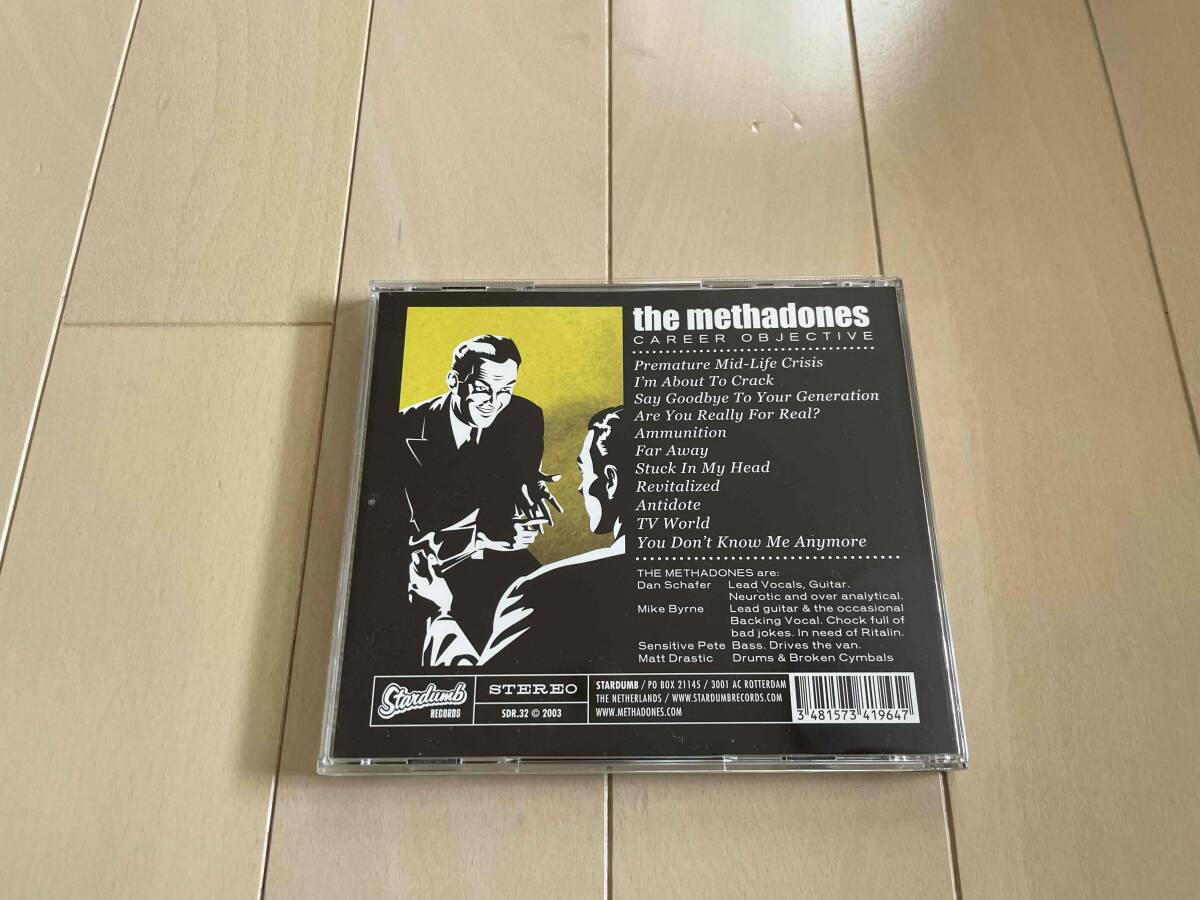 the methadones
CAREER OBJECTIVE
Premature Mid-Life Crisis
I'm About To Crack
Say Goodbye To Your Generation
Are You Really For Real?
Ammunition
Far Away
Stuck In My Head
Revitalized
Antidote
TV World
You Don't Know Me Anymore
THE METHADONES are:
Dan Schafer Lead Vocals, Guitar.
Neurotic and over analytical.
Mike Byrne Lead guitar & the occasional
Backing Vocal. Chock full of
bad jokes. In need of Ritalin.
Sensitive Pete Bass. Drives the van.
Matt Drastic Drums & Broken Cymbals
Stardumb
RECORDS
STEREO
SDR.32 © 2003
STARDUMB / PO BOX 21145 / 3001 AC ROTTERDAM
THE NETHERLANDS / WWW.STARDUMBRECORDS.COM
WWW.METHADONES.COM
3 481573 419647